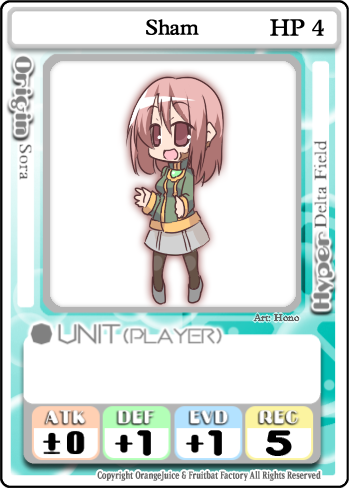 Sham HP 4
Origin Sora
Hyper Delta Field
Art: Hono
UNIT (PLAYER)
ATK DEF EVD REC
±0 +1 +1 5
Copyright Orangejuice & Fruitbat Factory All Rights Reserved